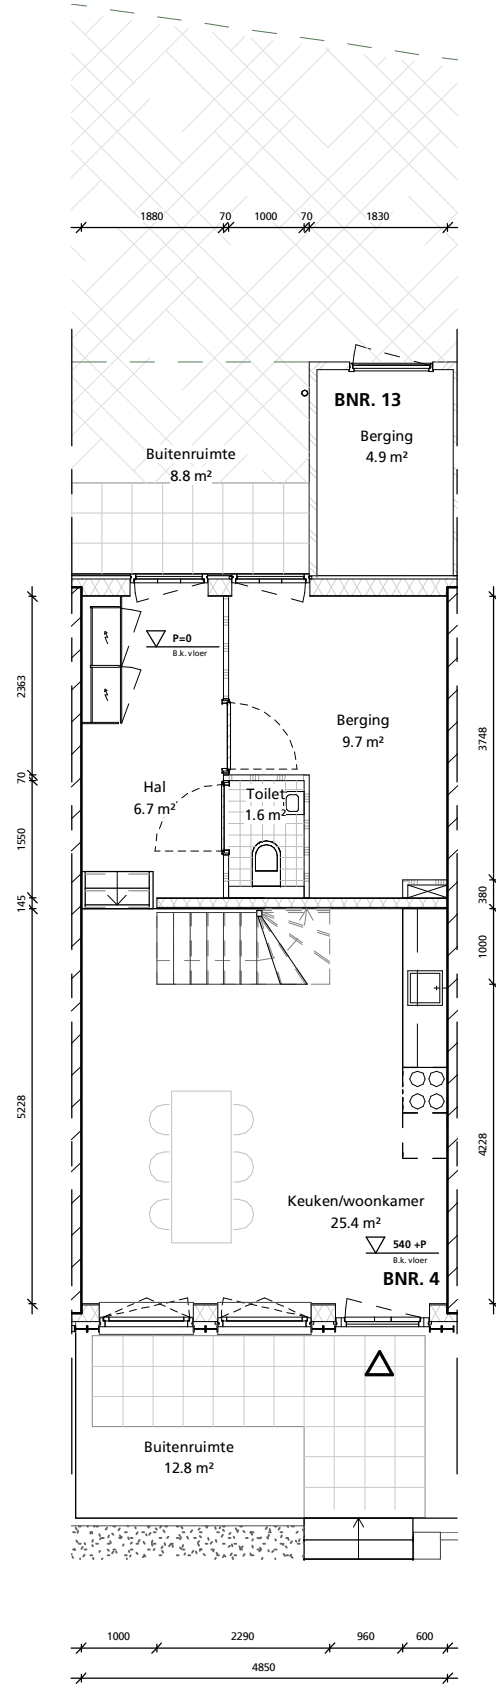 1880 70 1000 70 1830
BNR. 13
Berging
4.9 m²
Buitenruimte
8.8 m²
P=0
B.k. vloer
2363
3748
Berging
9.7 m²
70
Hal
6.7 m²
Toilet
1.6 m²
1550
145
380
1000
5228
4228
Keuken/woonkamer
25.4 m²
540 +P
B.k. vloer
BNR. 4
Buitenruimte
12.8 m²
1000 2290 960 600
4850